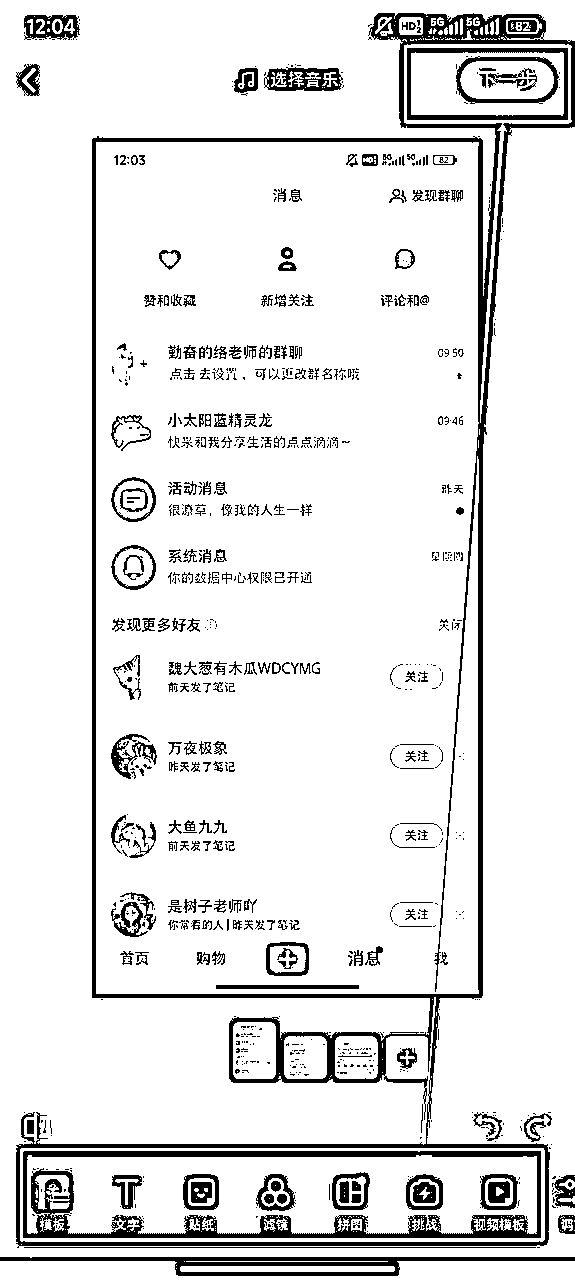 12:04 HD 5G 5G 82
选择音乐
下一步
12:03 HD 5G 5G 82
消息
发现群聊
赞和收藏 新增关注 评论和@
勤奋的络老师的群聊 09:50
点击去设置，可以更改群名称哦
小太阳蓝精灵龙 09:46
快来和我分享生活的点点滴滴~
活动消息 昨天
很潦草，像我的人生一样
系统消息 星期四
你的数据中心权限已开通
发现更多好友 关闭
魏大葱有木瓜WDCYMG 关注
前天发了笔记
万夜极象 关注
昨天发了笔记
大鱼九九 关注
前天发了笔记
是树子老师吖 关注
你常看的人 | 昨天发了笔记
首页 购物 消息 我
模板 文字 贴纸 滤镜 拼图 挑战 视频模板